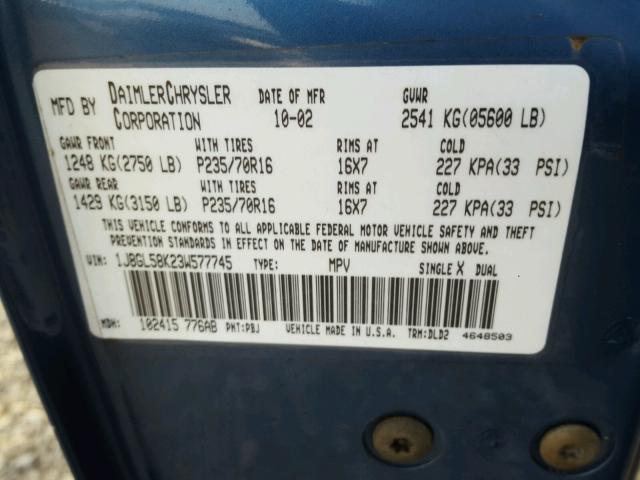 MFD BY DAIMLERCHRYSLER CORPORATION DATE OF MFR 10-02 GVWR 2541 KG(05600 LB)
GAWR FRONT WITH TIRES RIMS AT COLD
1248 KG(2750 LB) P235/70R16 16X7 227 KPA(33 PSI)
GAWR REAR WITH TIRES RIMS AT COLD
1429 KG(3150 LB) P235/70R16 16X7 227 KPA(33 PSI)
THIS VEHICLE CONFORMS TO ALL APPLICABLE FEDERAL MOTOR VEHICLE SAFETY AND THEFT
PREVENTION STANDARDS IN EFFECT ON THE DATE OF MANUFACTURE SHOWN ABOVE.
VIN: 1J8GL58K23W577745 TYPE: MPV SINGLE X DUAL
MDH: 102415 776AB PNT:PBJ VEHICLE MADE IN U.S.A. TRM:DLD2 4648503